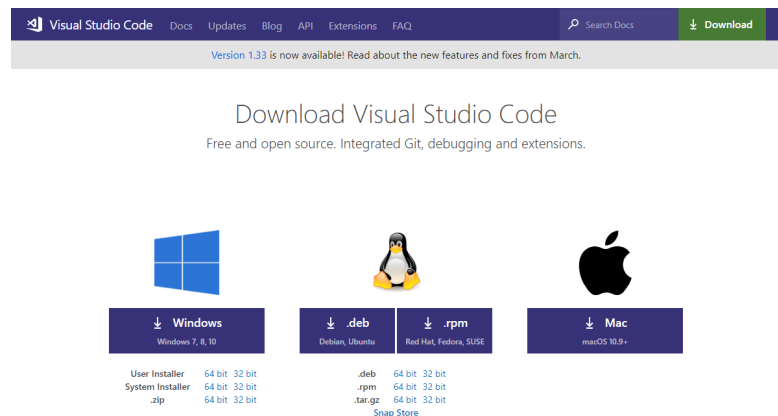 Visual Studio Code Docs Updates Blog API Extensions FAQ Search Docs Download
Version 1.33 is now available! Read about the new features and fixes from March.
Download Visual Studio Code
Free and open source. Integrated Git, debugging and extensions.
Windows
Windows 7, 8, 10
User Installer 64 bit 32 bit
System Installer 64 bit 32 bit
.zip 64 bit 32 bit
.deb
Debian, Ubuntu
.rpm
Red Hat, Fedora, SUSE
.deb 64 bit 32 bit
.rpm 64 bit 32 bit
.tar.gz 64 bit 32 bit
Snap Store
Mac
macOS 10.9+